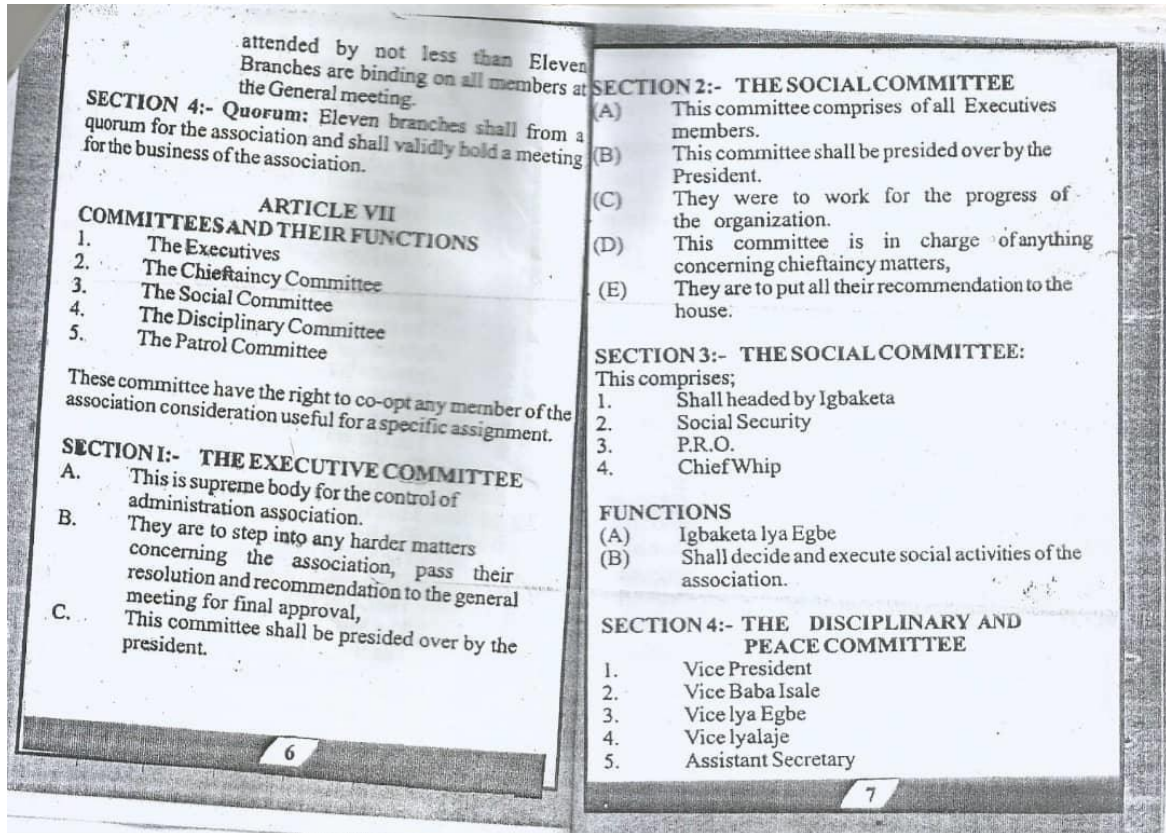 attended by not less than Eleven
Branches are binding on all members at
the General meeting.
SECTION 4:- Quorum: Eleven branches shall from a
quorum for the association and shall validly hold a meeting
for the business of the association.
ARTICLE VII
COMMITTEES AND THEIR FUNCTIONS
1. The Executives
2. The Chieftaincy Committee
3. The Social Committee
4. The Disciplinary Committee
5. The Patrol Committee
These committee have the right to co-opt any member of the
association consideration useful for a specific assignment.
SECTION I:- THE EXECUTIVE COMMITTEE
A. This is supreme body for the control of
administration association.
B. They are to step into any harder matters
concerning the association, pass their
resolution and recommendation to the general
meeting for final approval,
C. This committee shall be presided over by the
president.
6
SECTION 2:- THE SOCIAL COMMITTEE
(A) This committee comprises of all Executives
members.
(B) This committee shall be presided over by the
President.
(C) They were to work for the progress of
the organization.
(D) This committee is in charge of anything
concerning chieftaincy matters,
(E) They are to put all their recommendation to the
house.
SECTION 3:- THE SOCIAL COMMITTEE:
This comprises;
1. Shall headed by Igbaketa
2. Social Security
3. P.R.O.
4. Chief Whip
FUNCTIONS
(A) Igbaketa lya Egbe
(B) Shall decide and execute social activities of the
association.
SECTION 4:- THE DISCIPLINARY AND
PEACE COMMITTEE
1. Vice President
2. Vice Baba Isale
3. Vice lya Egbe
4. Vice lyalaje
5. Assistant Secretary
7